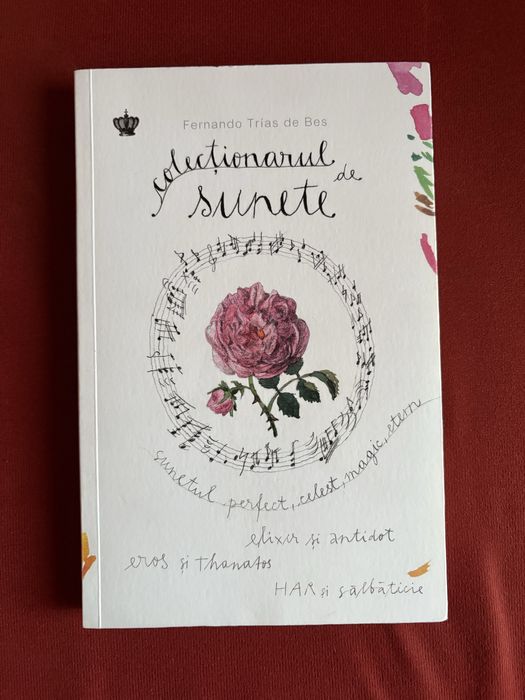 Fernando Trías de Bes
colecționarul de
sunete
sunetul perfect, celest, magic, etern
elixir și antidot
eros și thanatos
HAR și sălbăticie